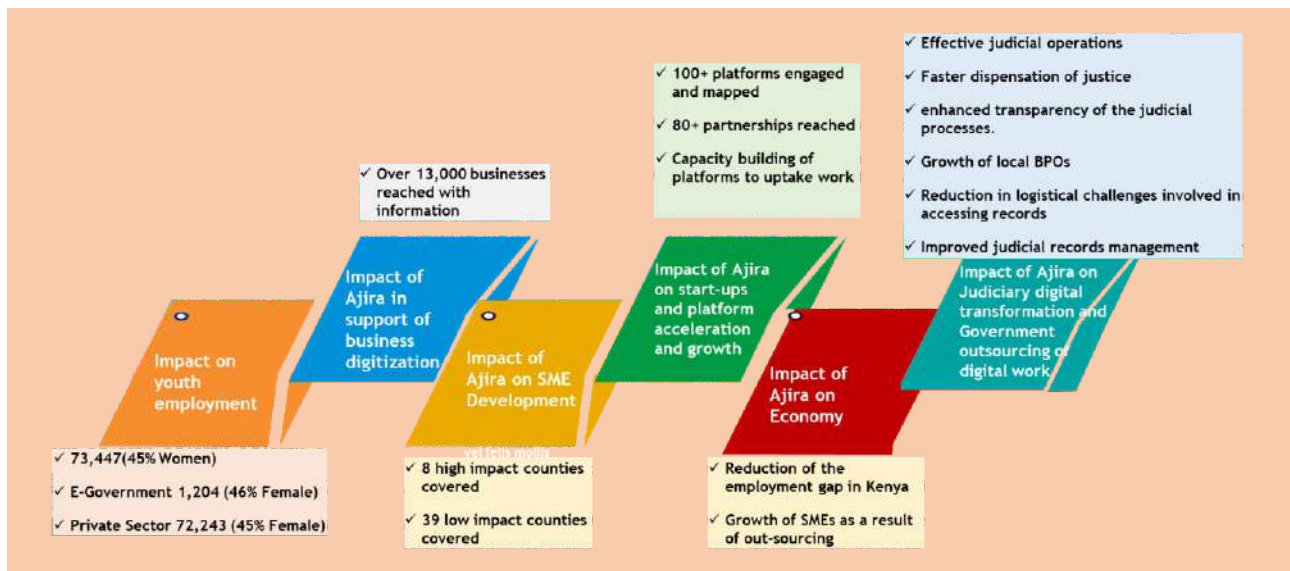 Impact on
youth
employment
✓ 73,447(45% Women)
✓ E-Government 1,204 (46% Female)
✓ Private Sector 72,243 (45% Female)
✓ Over 13,000 businesses
reached with
information
Impact of
Ajira in
support of
business
digitization
Impact of
Ajira on SME
Development
vel felis mollis
✓ 8 high impact counties
covered
✓ 39 low impact counties
covered
✓ 100+ platforms engaged
and mapped
✓ 80+ partnerships reached
✓ Capacity building of
platforms to uptake work
Impact of Ajira
on start-ups
and platform
acceleration
and growth
Impact of
Ajira on
Economy
✓ Reduction of the
employment gap in Kenya
✓ Growth of SMEs as a result
of out-sourcing
✓ Effective judicial operations
✓ Faster dispensation of justice
✓ enhanced transparency of the judicial
processes.
✓ Growth of local BPOs
✓ Reduction in logistical challenges involved in
accessing records
✓ Improved judicial records management
Impact of Ajira on
Judiciary digital
transformation and
Government
outsourcing of
digital work